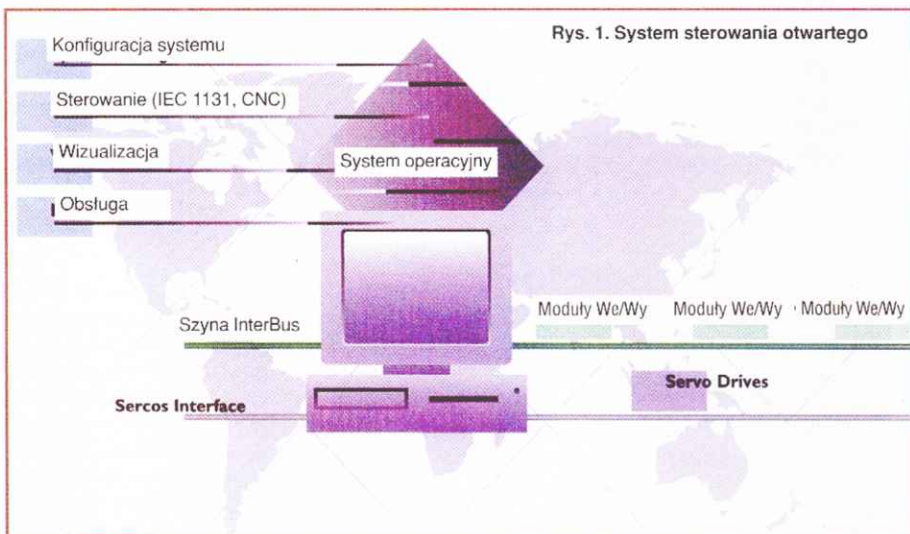 Rys. 1. System sterowania otwartego
Konfiguracja systemu
Sterowanie (IEC 1131, CNC)
Wizualizacja
Obsługa
System operacyjny
Szyna InterBus
Moduły We/Wy
Moduły We/Wy
Moduły We/Wy
Sercos Interface
Servo Drives